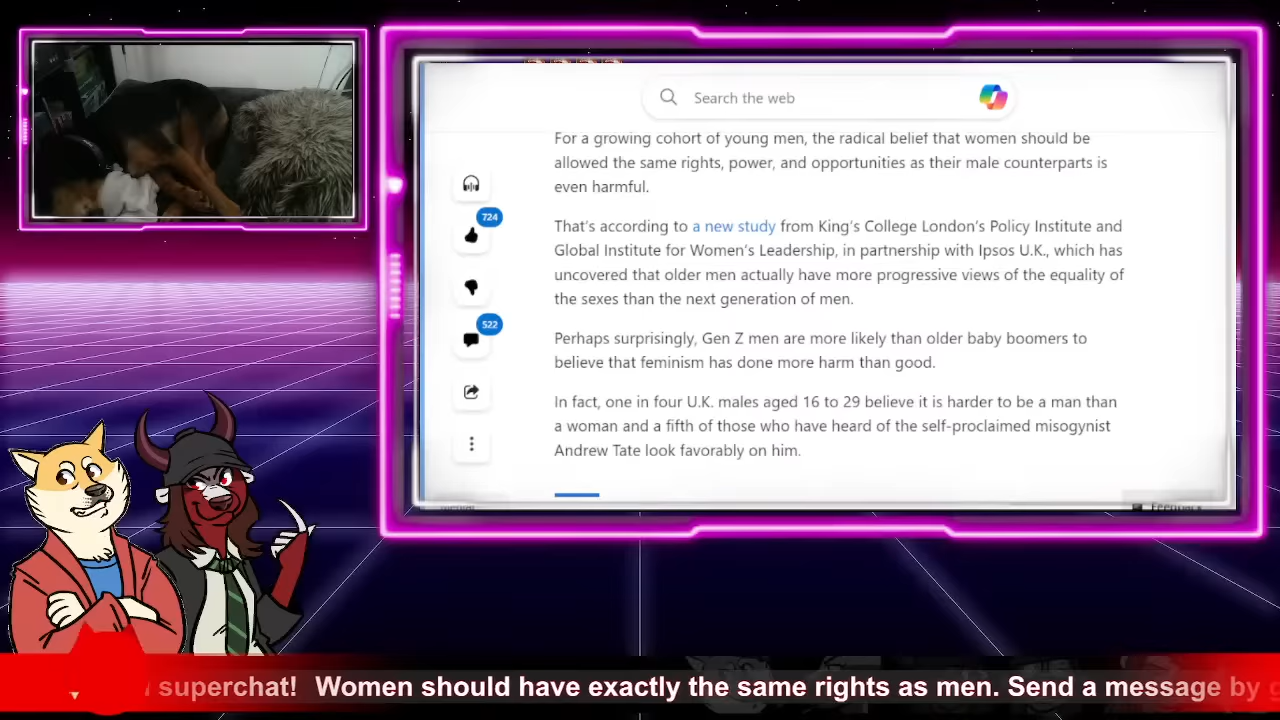 Search the web
For a growing cohort of young men, the radical belief that women should be
allowed the same rights, power, and opportunities as their male counterparts is
even harmful.
724
That's according to a new study from King's College London's Policy Institute and
Global Institute for Women's Leadership, in partnership with Ipsos U.K., which has
uncovered that older men actually have more progressive views of the equality of
the sexes than the next generation of men.
522
Perhaps surprisingly, Gen Z men are more likely than older baby boomers to
believe that feminism has done more harm than good.
In fact, one in four U.K. males aged 16 to 29 believe it is harder to be a man than
a woman and a fifth of those who have heard of the self-proclaimed misogynist
Andrew Tate look favorably on him.
Feedback
superchat! Women should have exactly the same rights as men. Send a message by